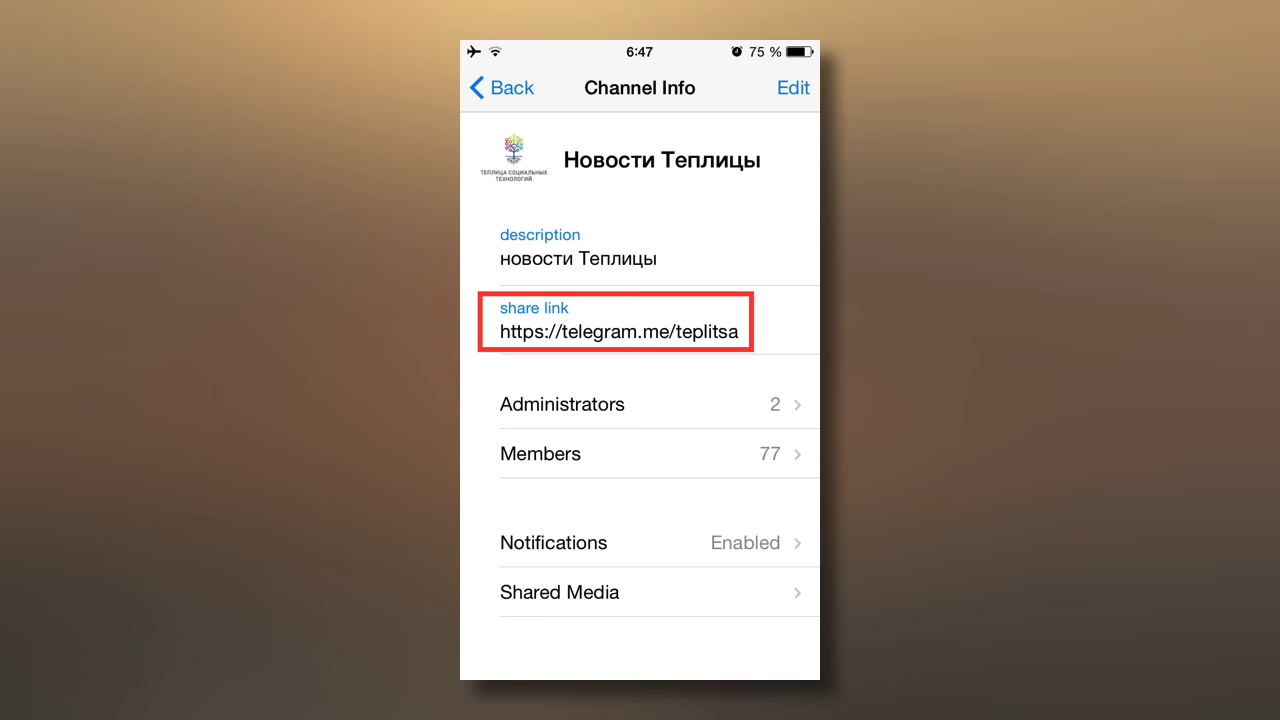 6:47
75 %
Back
Channel Info
Edit
ТЕПЛИЦА СОЦИАЛЬНЫХ
ТЕХНОЛОГИЙ
Новости Теплицы
description
новости Теплицы
share link
https://telegram.me/teplitsa
Administrators 2
Members 77
Notifications Enabled
Shared Media